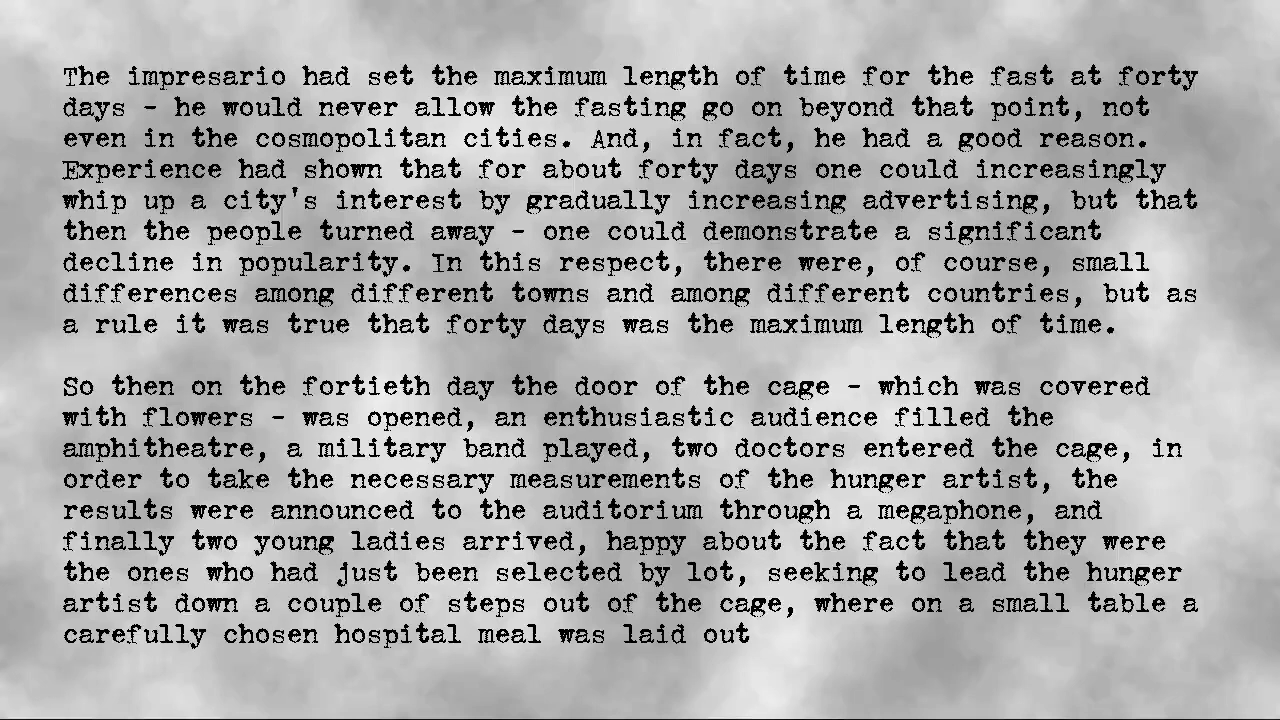 The impresario had set the maximum length of time for the fast at forty
days - he would never allow the fasting go on beyond that point, not
even in the cosmopolitan cities. And, in fact, he had a good reason.
Experience had shown that for about forty days one could increasingly
whip up a city's interest by gradually increasing advertising, but that
then the people turned away - one could demonstrate a significant
decline in popularity. In this respect, there were, of course, small
differences among different towns and among different countries, but as
a rule it was true that forty days was the maximum length of time.

So then on the fortieth day the door of the cage - which was covered
with flowers - was opened, an enthusiastic audience filled the
amphitheatre, a military band played, two doctors entered the cage, in
order to take the necessary measurements of the hunger artist, the
results were announced to the auditorium through a megaphone, and
finally two young ladies arrived, happy about the fact that they were
the ones who had just been selected by lot, seeking to lead the hunger
artist down a couple of steps out of the cage, where on a small table a
carefully chosen hospital meal was laid out